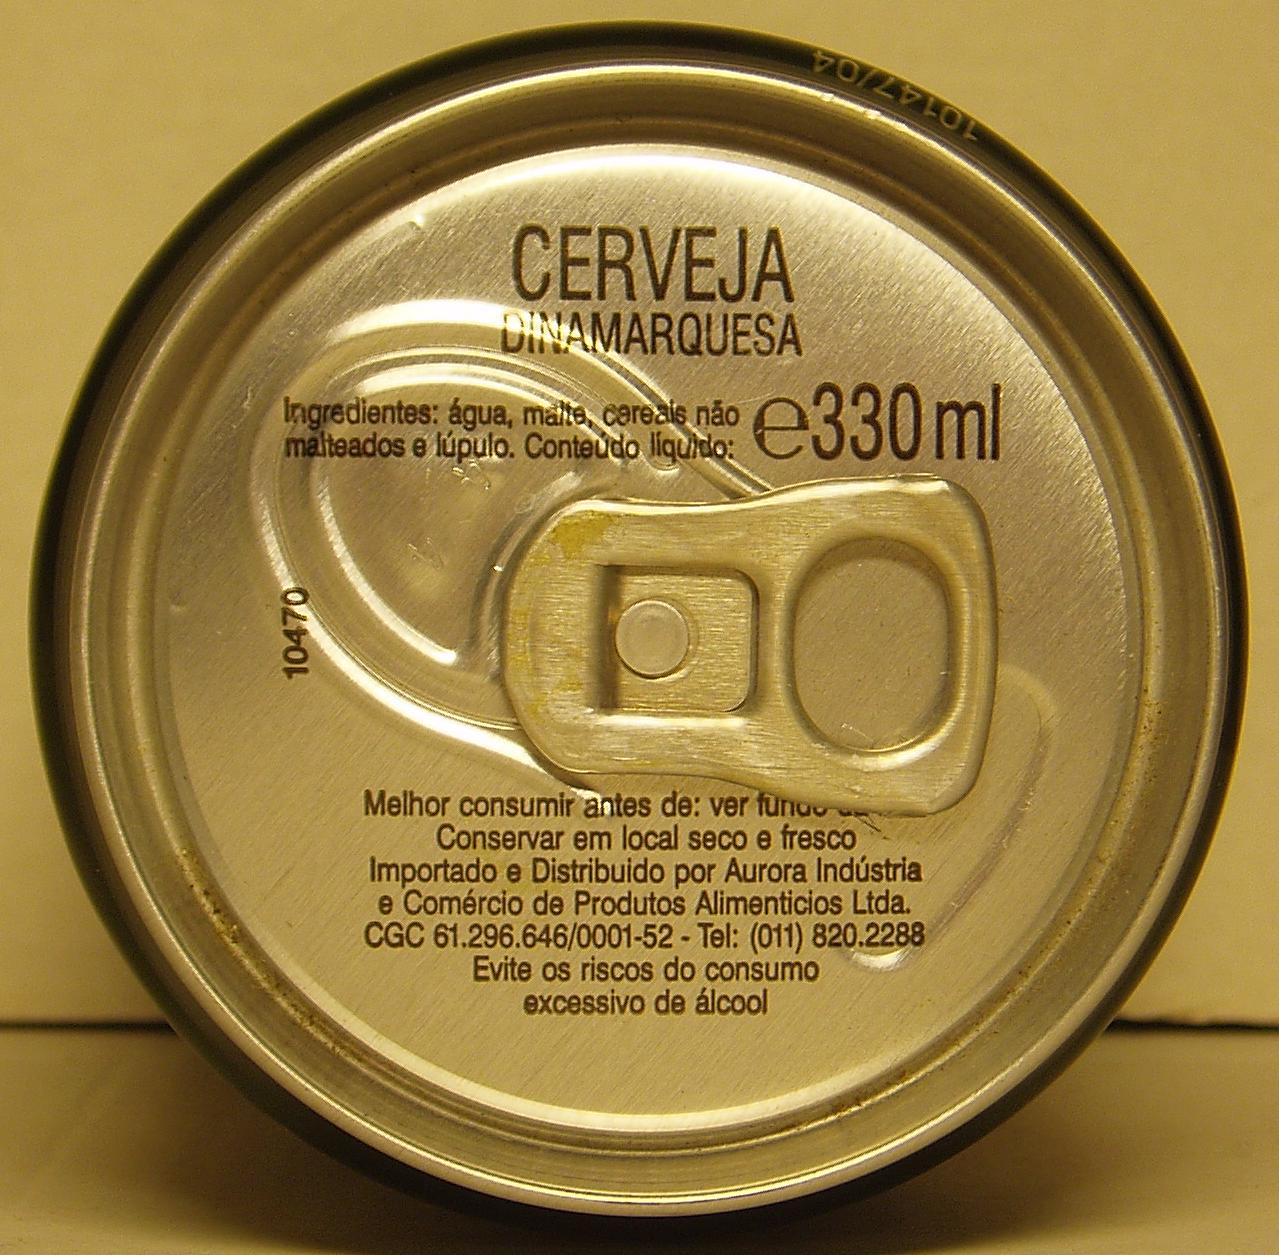 10147/04
CERVEJA
DINAMARQUESA
Ingredientes: água, malte, cereais não
malteados e lúpulo. Conteúdo líquido:
e330 ml
10470
Melhor consumir antes de: ver fundo
Conservar em local seco e fresco
Importado e Distribuido por Aurora Indústria
e Comércio de Produtos Alimenticios Ltda.
CGC 61.296.646/0001-52 - Tel: (011) 820.2288
Evite os riscos do consumo
excessivo de álcool